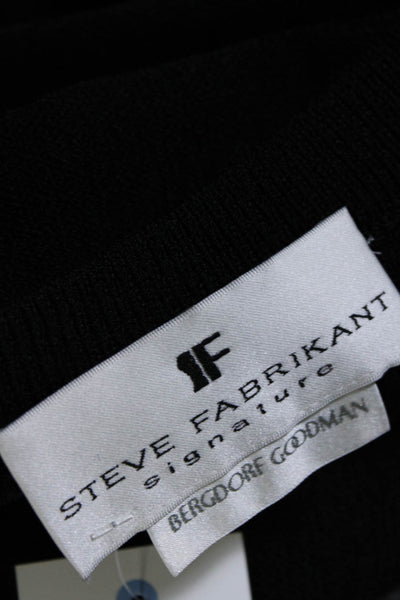 SF
STEVE FABRIKANT
signature
BERGDORF GOODMAN